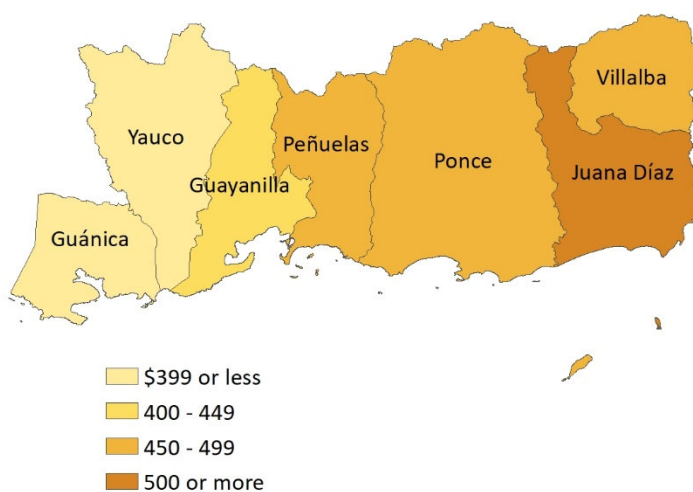 Villalba
Yauco
Peñuelas
Ponce
Juana Díaz
Guayanilla
Guánica
$399 or less
400 - 449
450 - 499
500 or more